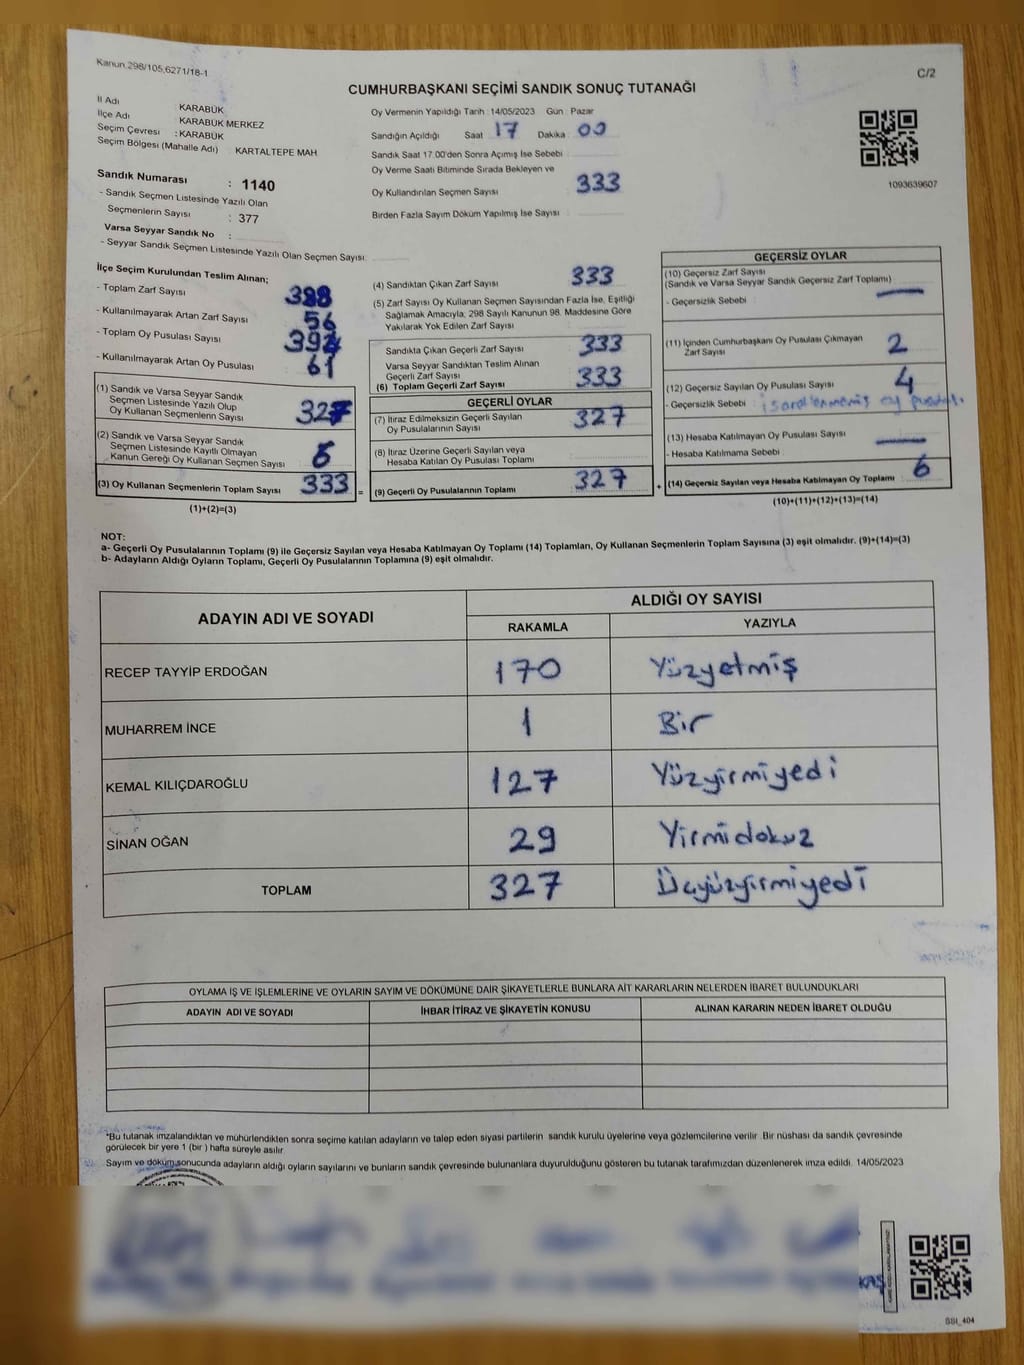 Kanun 298/105,6271/18-1
C/2
CUMHURBAŞKANI SEÇİMİ SANDIK SONUÇ TUTANAĞI
İl Adı : KARABÜK
İlçe Adı : KARABÜK MERKEZ
Seçim Çevresi : KARABÜK
Seçim Bölgesi (Mahalle Adı) KARTALTEPE MAH
Sandık Numarası : 1140
- Sandık Seçmen Listesinde Yazılı Olan
Seçmenlerin Sayısı : 377
Varsa Seyyar Sandık No :
- Seyyar Sandık Seçmen Listesinde Yazılı Olan Seçmen Sayısı
Oy Vermenin Yapıldığı Tarih : 14/05/2023 Gün : Pazar
Sandığın Açıldığı Saat 17 Dakika 00
Sandık Saat 17.00'den Sonra Açımış İse Sebebi
Oy Verme Saati Bitiminde Sırada Bekleyen ve
Oy Kullandırılan Seçmen Sayısı 333
Birden Fazla Sayım Döküm Yapılmış İse Sayısı
1093639607
İlçe Seçim Kurulundan Teslim Alınan;
- Toplam Zarf Sayısı
- Kullanılmayarak Artan Zarf Sayısı 56
- Toplam Oy Pusulası Sayısı
- Kullanılmayarak Artan Oy Pusulası 61
(1) Sandık ve Varsa Seyyar Sandık
Seçmen Listesinde Yazılı Olup
Oy Kullanan Seçmenlerin Sayısı 327
(2) Sandık ve Varsa Seyyar Sandık
Seçmen Listesinde Kayıtlı Olmayan
Kanun Gereği Oy Kullanan Seçmen Sayısı
(3) Oy Kullanan Seçmenlerin Toplam Sayısı 333 =
(1)+(2)=(3)
(4) Sandıktan Çıkan Zarf Sayısı 333
(5) Zarf Sayısı Oy Kullanan Seçmen Sayısından Fazla İse, Eşitliği
Sağlamak Amacıyla, 298 Sayılı Kanunun 98. Maddesine Göre
Yakılarak Yok Edilen Zarf Sayısı
Sandıkta Çıkan Geçerli Zarf Sayısı 333
Varsa Seyyar Sandıktan Teslim Alınan
Geçerli Zarf Sayısı
(6) Toplam Geçerli Zarf Sayısı 333
GEÇERLİ OYLAR
(7) İtiraz Edilmeksizin Geçerli Sayılan
Oy Pusulalarının Sayısı 327
(8) İtiraz Üzerine Geçerli Sayılan veya
Hesaba Katılan Oy Pusulası Toplamı
(9) Geçerli Oy Pusulalarının Toplamı 327 +
GEÇERSİZ OYLAR
(10) Geçersiz Zarf Sayısı
(Sandık ve Varsa Seyyar Sandık Geçersiz Zarf Toplamı)
- Geçersizlik Sebebi
(11) İçinden Cumhurbaşkanı Oy Pusulası Çıkmayan
Zarf Sayısı 2
(12) Geçersiz Sayılan Oy Pusulası Sayısı 4
- Geçersizlik Sebebi : oy
(13) Hesaba Katılmayan Oy Pusulası Sayısı
- Hesaba Katılmama Sebebi
(14) Geçersiz Sayılan veya Hesaba Katılmayan Oy Toplamı 6
(10)+(11)+(12)+(13)=(14)
NOT:
a- Geçerli Oy Pusulalarının Toplamı (9) ile Geçersiz Sayılan veya Hesaba Katılmayan Oy Toplamı (14) Toplamları, Oy Kullanan Seçmenlerin Toplam Sayısına (3) eşit olmalıdır. (9)+(14)=(3)
b- Adayların Aldığı Oyların Toplamı, Geçerli Oy Pusulalarının Toplamına (9) eşit olmalıdır.
ADAYIN ADI VE SOYADI
ALDIĞI OY SAYISI
RAKAMLA YAZIYLA
RECEP TAYYİP ERDOĞAN 170 Yüzyetmiş
MUHARREM İNCE 1 Bir
KEMAL KILIÇDAROĞLU 127 Yüzyirmiyedi
SİNAN OĞAN 29 Yirmidokuz
TOPLAM 327 Üçyüzyirmiyedi
OYLAMA İŞ VE İŞLEMLERİNE VE OYLARIN SAYIM VE DÖKÜMÜNE DAİR ŞİKAYETLERLE BUNLARA AİT KARARLARIN NELERDEN İBARET BULUNDUKLARI
ADAYIN ADI VE SOYADI İHBAR İTİRAZ VE ŞİKAYETİN KONUSU ALINAN KARARIN NEDEN İBARET OLDUĞU
*Bu tutanak imzalandıktan ve mühürlendikten sonra seçime katılan adayların ve talep eden siyasi partilerin sandık kurulu üyelerine veya gözlemcilerine verilir. Bir nüshası da sandık çevresinde
görülecek bir yere 1 (bir) hafta süreyle asılır
Sayım ve döküm sonucunda adayların aldığı oyların sayılarını ve bunların sandık çevresinde bulunanlara duyurulduğunu gösteren bu tutanak tarafımızdan düzenlenerek imza edildi. 14/05/2023
SSI_404